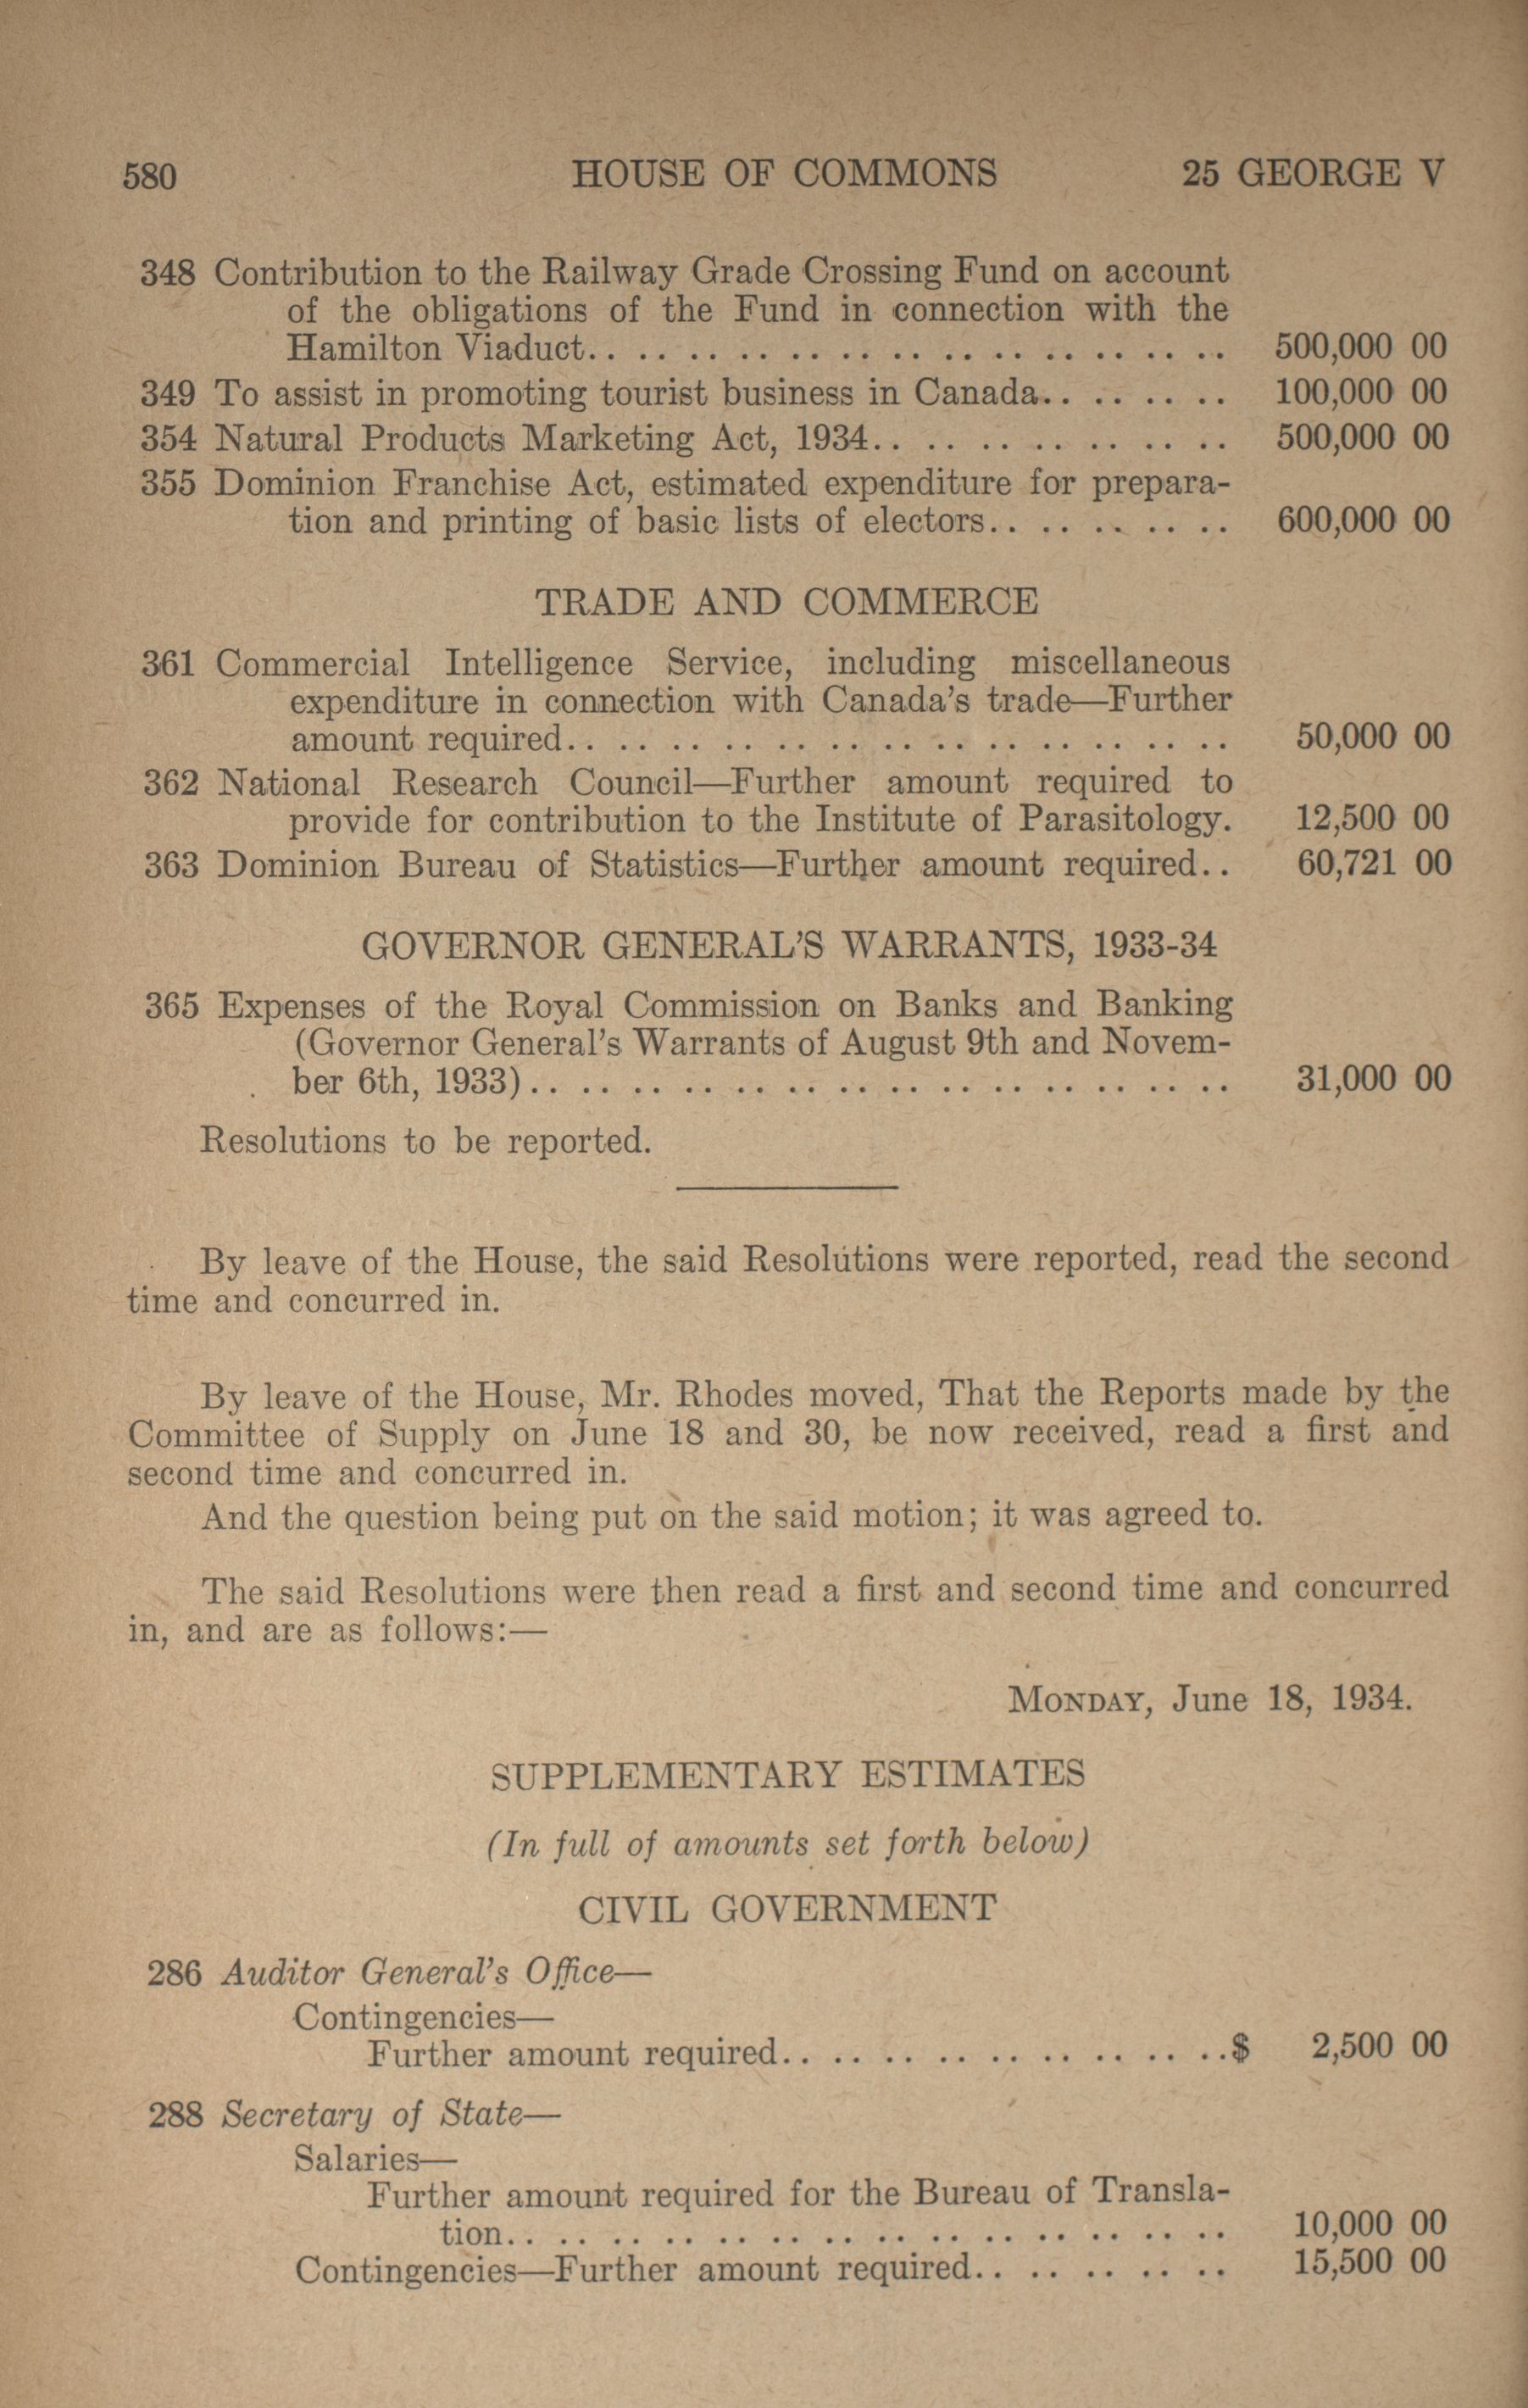 580 HOUSE OF COMMONS 25 GEORGE V
348 Contribution to the Railway Grade Crossing Fund on account
of the obligations of the Fund in connection with the
Hamilton Viaduct.. .. .. .. .. .. .. .. .. .. .. .. .. 500,000 00
349 To assist in promoting tourist business in Canada.. .. .. .. 100,000 00
354 Natural Products Marketing Act, 1934.. .. .. .. .. .. .. 500,000 00
355 Dominion Franchise Act, estimated expenditure for prepara-
tion and printing of basic lists of electors.. .. .. .. .. 600,000 00
TRADE AND COMMERCE
361 Commercial Intelligence Service, including miscellaneous
expenditure in connection with Canada's trade—Further
amount required.. .. .. .. .. .. .. .. .. .. .. .. .. 50,000 00
362 National Research Council—Further amount required to
provide for contribution to the Institute of Parasitology. 12,500 00
363 Dominion Bureau of Statistics—Further amount required.. 60,721 00
GOVERNOR GENERAL'S WARRANTS, 1933-34
365 Expenses of the Royal Commission on Banks and Banking
(Governor General's Warrants of August 9th and Novem-
ber 6th, 1933).. .. .. .. .. .. .. .. .. .. .. .. .. .. 31,000 00
Resolutions to be reported.
By leave of the House, the said Resolutions were reported, read the second
time and concurred in.
By leave of the House, Mr. Rhodes moved, That the Reports made by the
Committee of Supply on June 18 and 30, be now received, read a first and
second time and concurred in.
And the question being put on the said motion; it was agreed to.
The said Resolutions were then read a first and second time and concurred
in, and are as follows:—
MONDAY, June 18, 1934.
SUPPLEMENTARY ESTIMATES
(In full of amounts set forth below)
CIVIL GOVERNMENT
286 Auditor General's Office—
Contingencies—
Further amount required.. .. .. .. .. .. .. .. ..$ 2,500 00
288 Secretary of State—
Salaries—
Further amount required for the Bureau of Transla-
tion.. .. .. .. .. .. .. .. .. .. .. .. .. .. 10,000 00
Contingencies—Further amount required.. .. .. .. .. 15,500 00